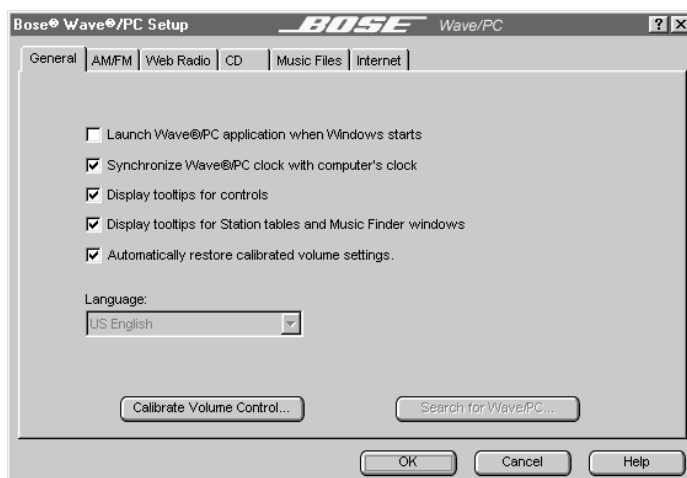 Bose® Wave®/PC Setup BOSE Wave/PC
General AM/FM Web Radio CD Music Files Internet
Launch Wave®/PC application when Windows starts
Synchronize Wave®/PC clock with computer's clock
Display tooltips for controls
Display tooltips for Station tables and Music Finder windows
Automatically restore calibrated volume settings.
Language:
US English
Calibrate Volume Control... Search for Wave/PC...
OK Cancel Help